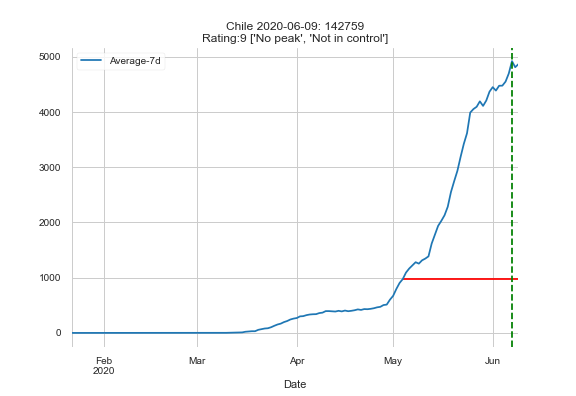 Chile 2020-06-09: 142759
Rating:9 ['No peak', 'Not in control']
Average-7d
5000
4000
3000
2000
1000
0
Feb Mar Apr May Jun
2020
Date